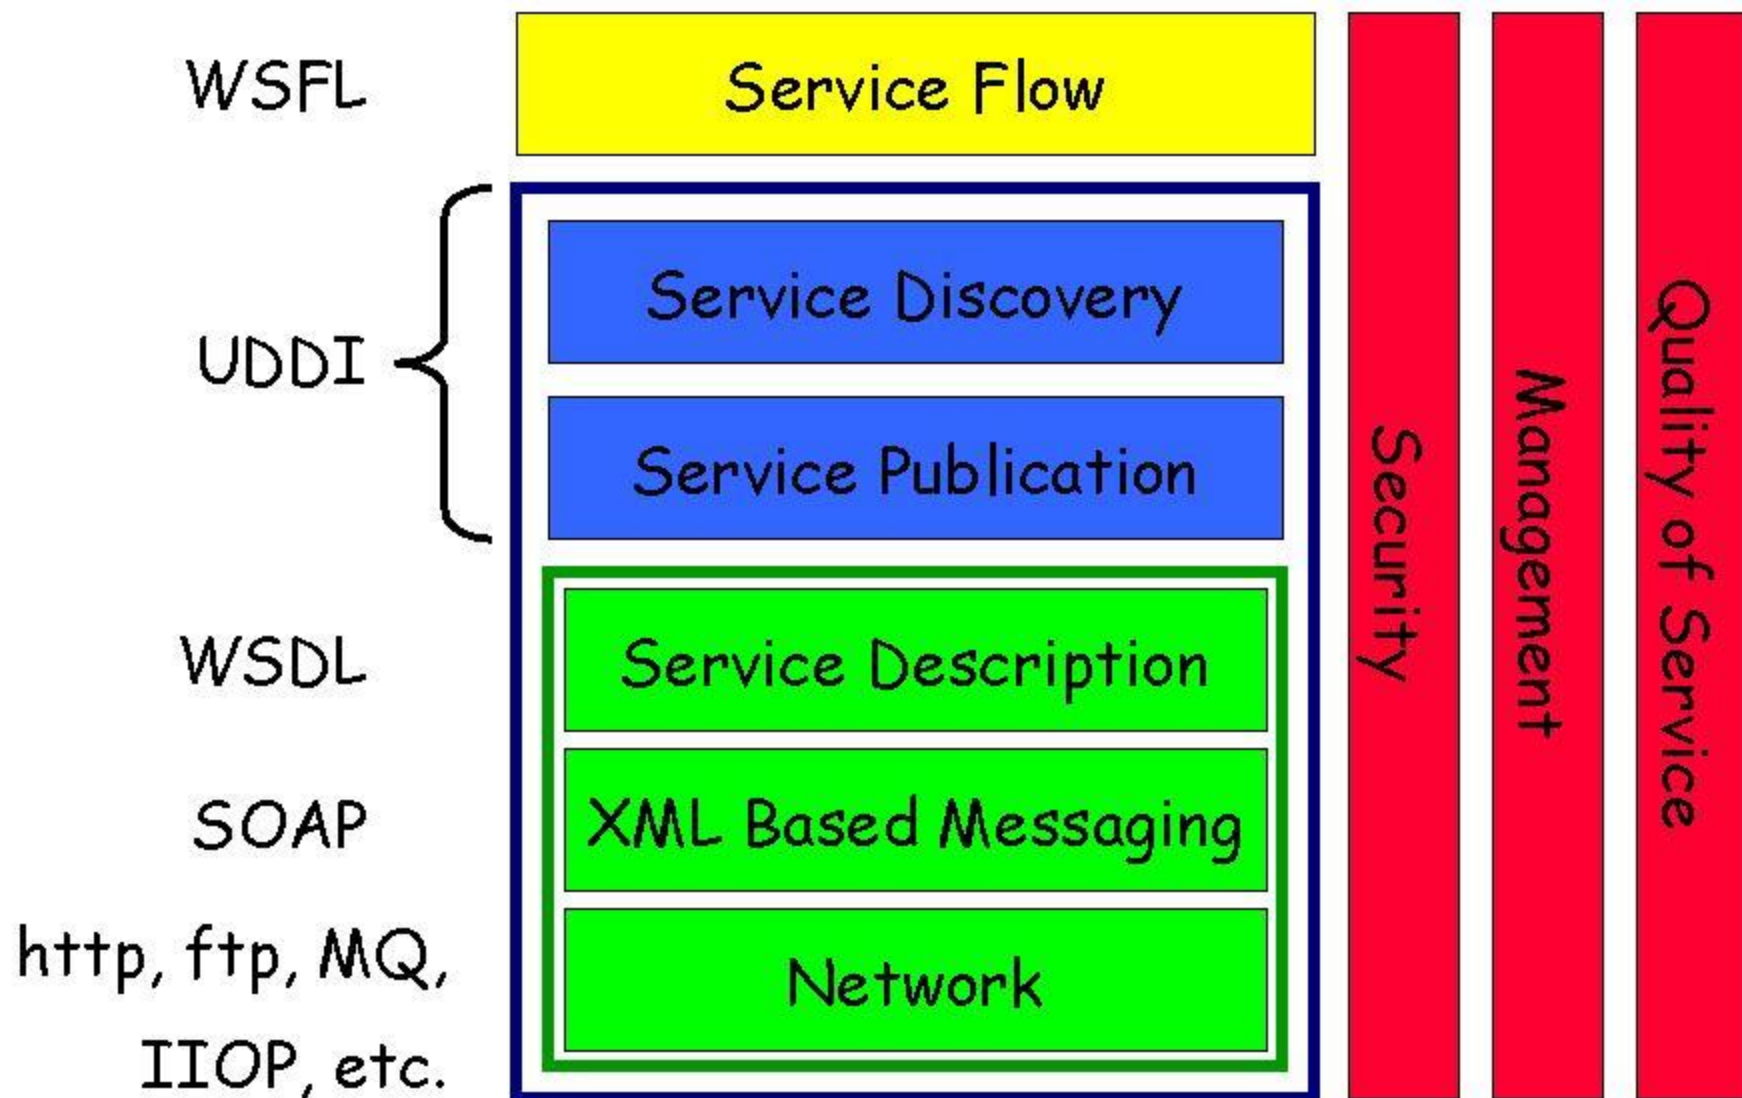 WSFL
Service Flow
UDDI
Service Discovery
Service Publication
WSDL
Service Description
SOAP
XML Based Messaging
http, ftp, MQ,
IIOP, etc.
Network
Security
Management
Quality of Service